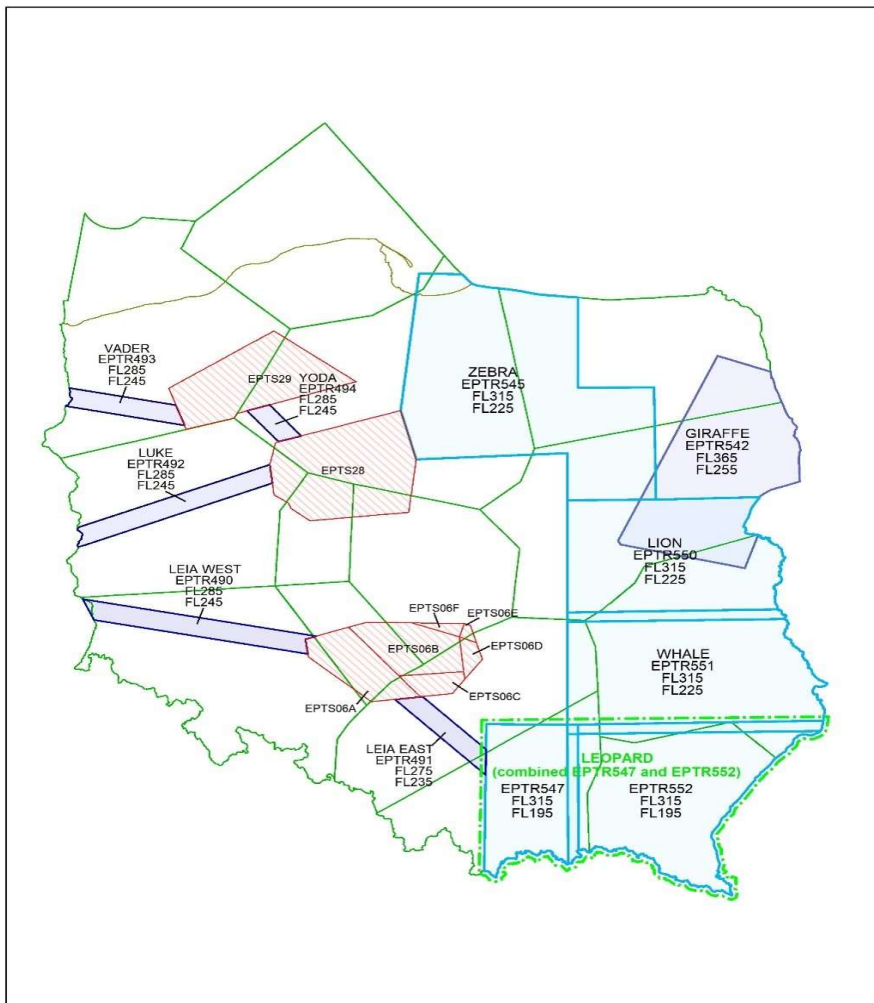 VADER
EPTR493
FL285
FL245
EPTS29
YODA
EPTR494
FL285
FL245
ZEBRA
EPTR545
FL315
FL225
GIRAFFE
EPTR542
FL365
FL255
LUKE
EPTR492
FL285
FL245
EPTS28
LION
EPTR550
FL315
FL225
LEIA WEST
EPTR490
FL285
FL245
EPTS06F
EPTS06E
EPTS06B
EPTS06D
EPTS06C
EPTS06A
WHALE
EPTR551
FL315
FL225
LEIA EAST
EPTR491
FL275
FL235
LEOPARD
(combined EPTR547 and EPTR552)
EPTR547
FL315
FL195
EPTR552
FL315
FL195